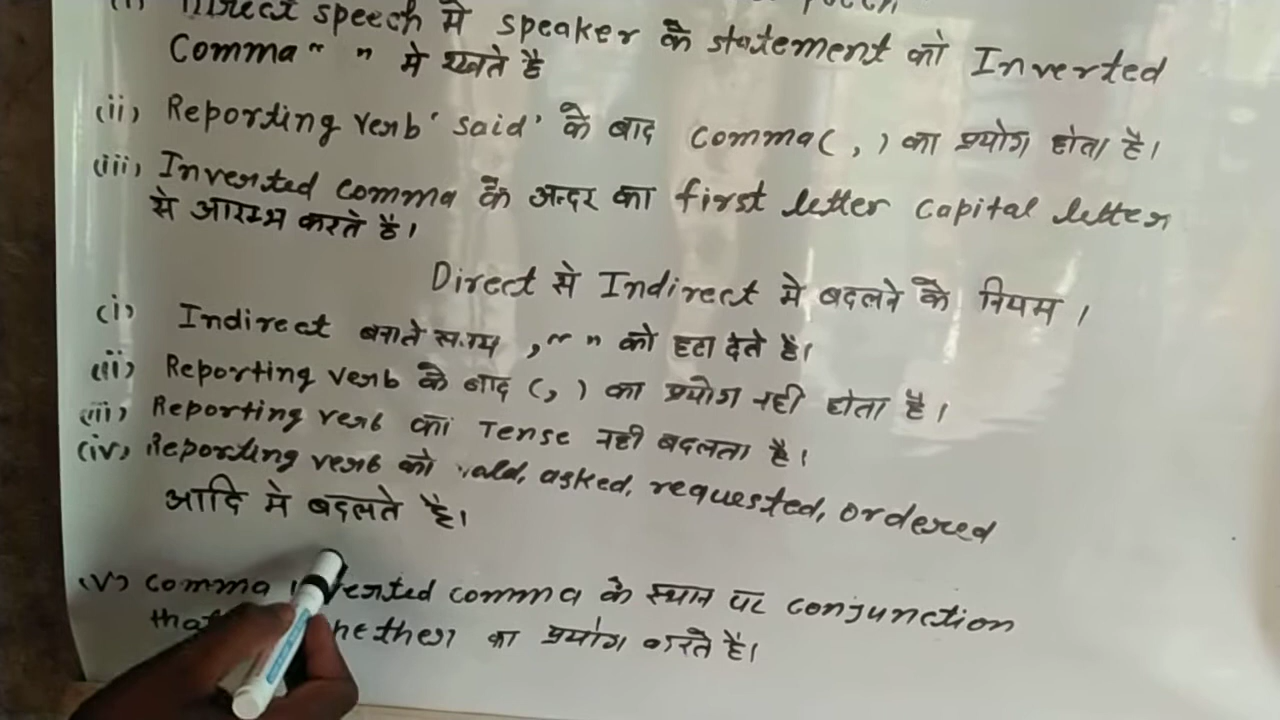 Direct speech मे speaker के statement को Inverted
Comma " " मे रखते है
(ii) Reporting verb 'said' के बाद comma( , ) का प्रयोग होता है।
(iii) Inverted comma के अन्दर का first letter capital letter
से आरम्भ करते है।
Direct से Indirect मे बदलने के नियम ।
(i) Indirect बनाते समय , " " को हटा देते है।
(ii) Reporting verb के बाद ( , ) का प्रयोग नही होता है।
(iii) Reporting verb का Tense नही बदलता है।
(iv) Reporting verb को asked, requested, ordered
आदि मे बदलते है।
(v) comma comma के स्थान पर conjunction
का प्रयोग करते है।